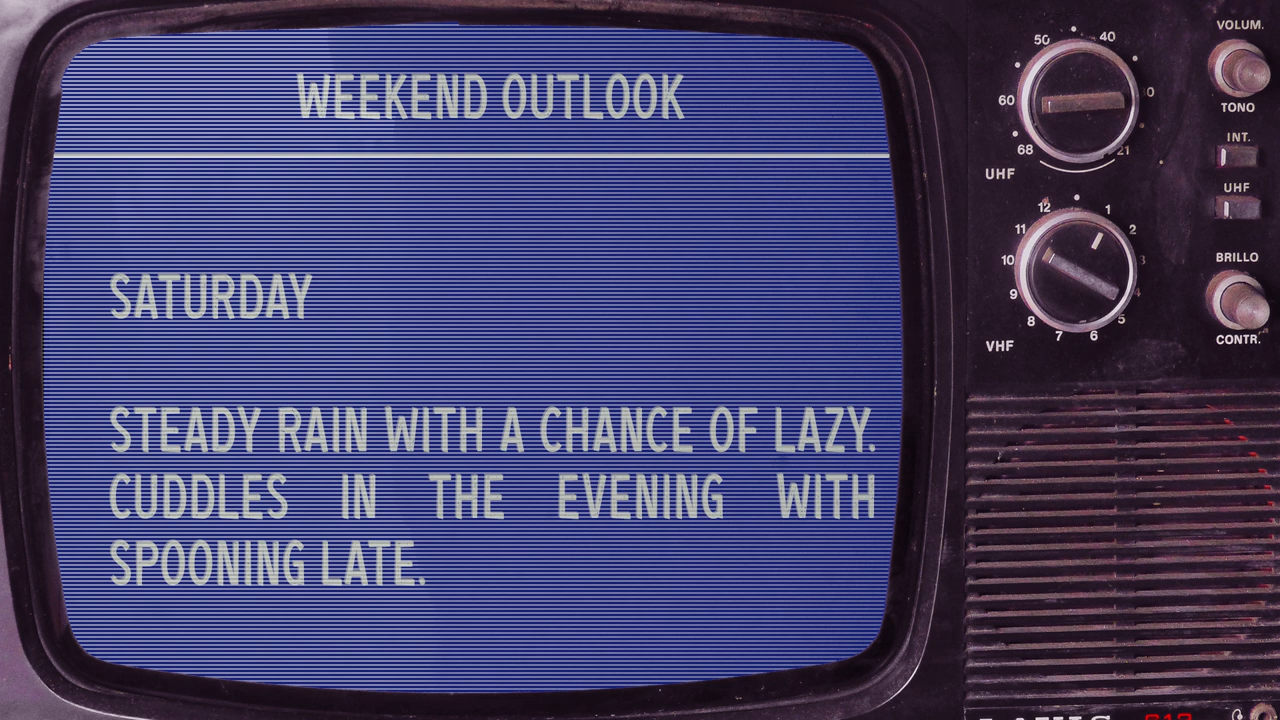 WEEKEND OUTLOOK
SATURDAY
STEADY RAIN WITH A CHANCE OF LAZY.
CUDDLES IN THE EVENING WITH
SPOONING LATE.
50 40
60
68 21
UHF
12 1
11 2
10 3
9 4
8 5
7 6
VHF
VOLUM.
TONO
INT.
UHF
BRILLO
CONTR.